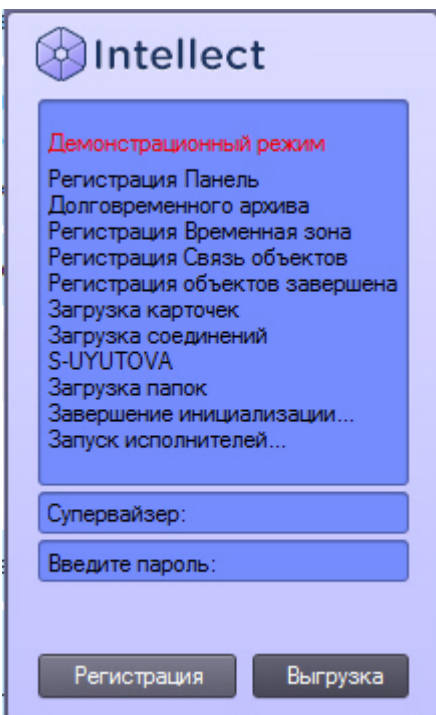 Intellect
Демонстрационный режим
Регистрация Панель
Долговременного архива
Регистрация Временная зона
Регистрация Связь объектов
Регистрация объектов завершена
Загрузка карточек
Загрузка соединений
S-UYUTOVA
Загрузка папок
Завершение инициализации...
Запуск исполнителей...
Супервайзер:
Введите пароль:
Регистрация Выгрузка